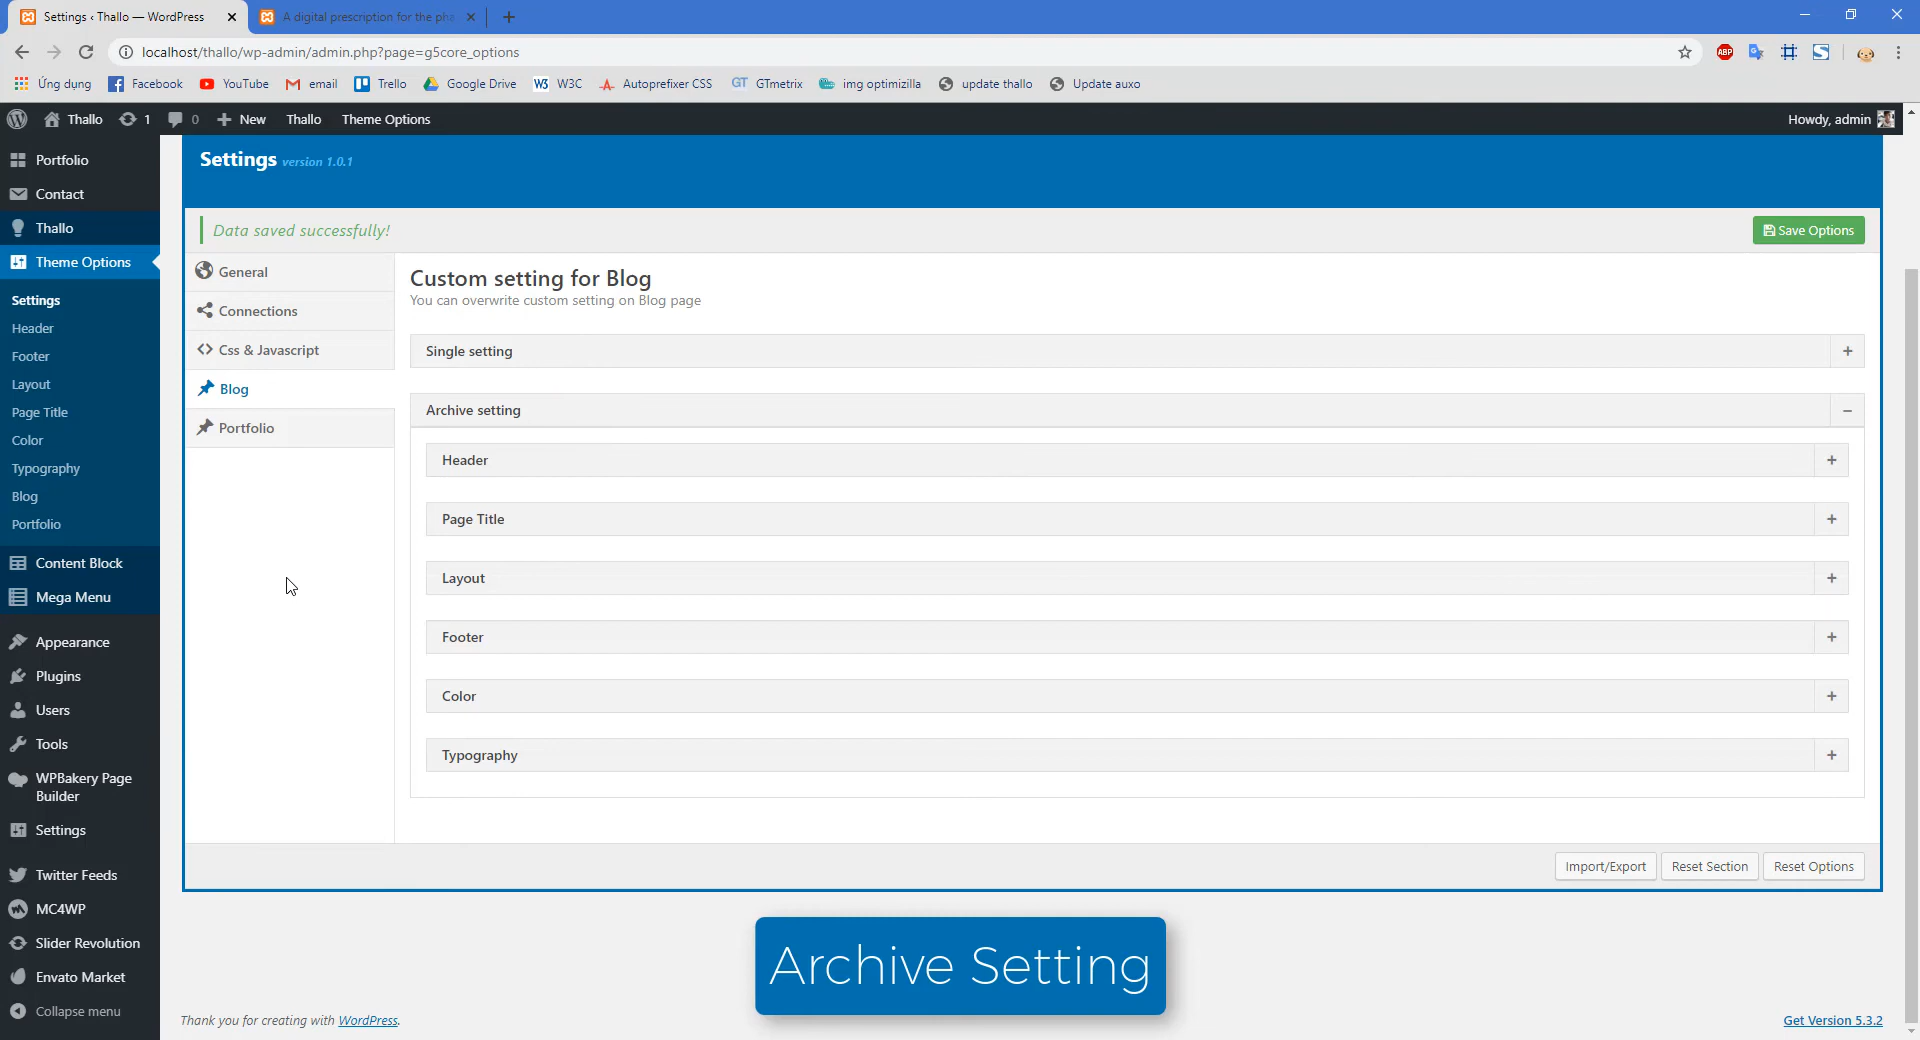 Settings ‹ Thallo — WordPress
A digital prescription for the pha
localhost/thallo/wp-admin/admin.php?page=g5core_options
ABP
Ứng dụng
Facebook
YouTube
email
Trello
Google Drive
W3 W3C
Autoprefixer CSS
GT GTmetrix
img optimizilla
update thallo
Update auxo
Thallo
1
0
New
Thallo
Theme Options
Howdy, admin
Portfolio
Contact
Thallo
Theme Options
Settings
Header
Footer
Layout
Page Title
Color
Typography
Blog
Portfolio
Content Block
Mega Menu
Appearance
Plugins
Users
Tools
WPBakery Page
Builder
Settings
Twitter Feeds
MC4WP
Slider Revolution
Envato Market
Collapse menu
Settings version 1.0.1
Data saved successfully!
Save Options
General
Connections
Css & Javascript
Blog
Portfolio
Custom setting for Blog
You can overwrite custom setting on Blog page
Single setting
Archive setting
Header
Page Title
Layout
Footer
Color
Typography
Import/Export
Reset Section
Reset Options
Archive Setting
Thank you for creating with WordPress.
Get Version 5.3.2